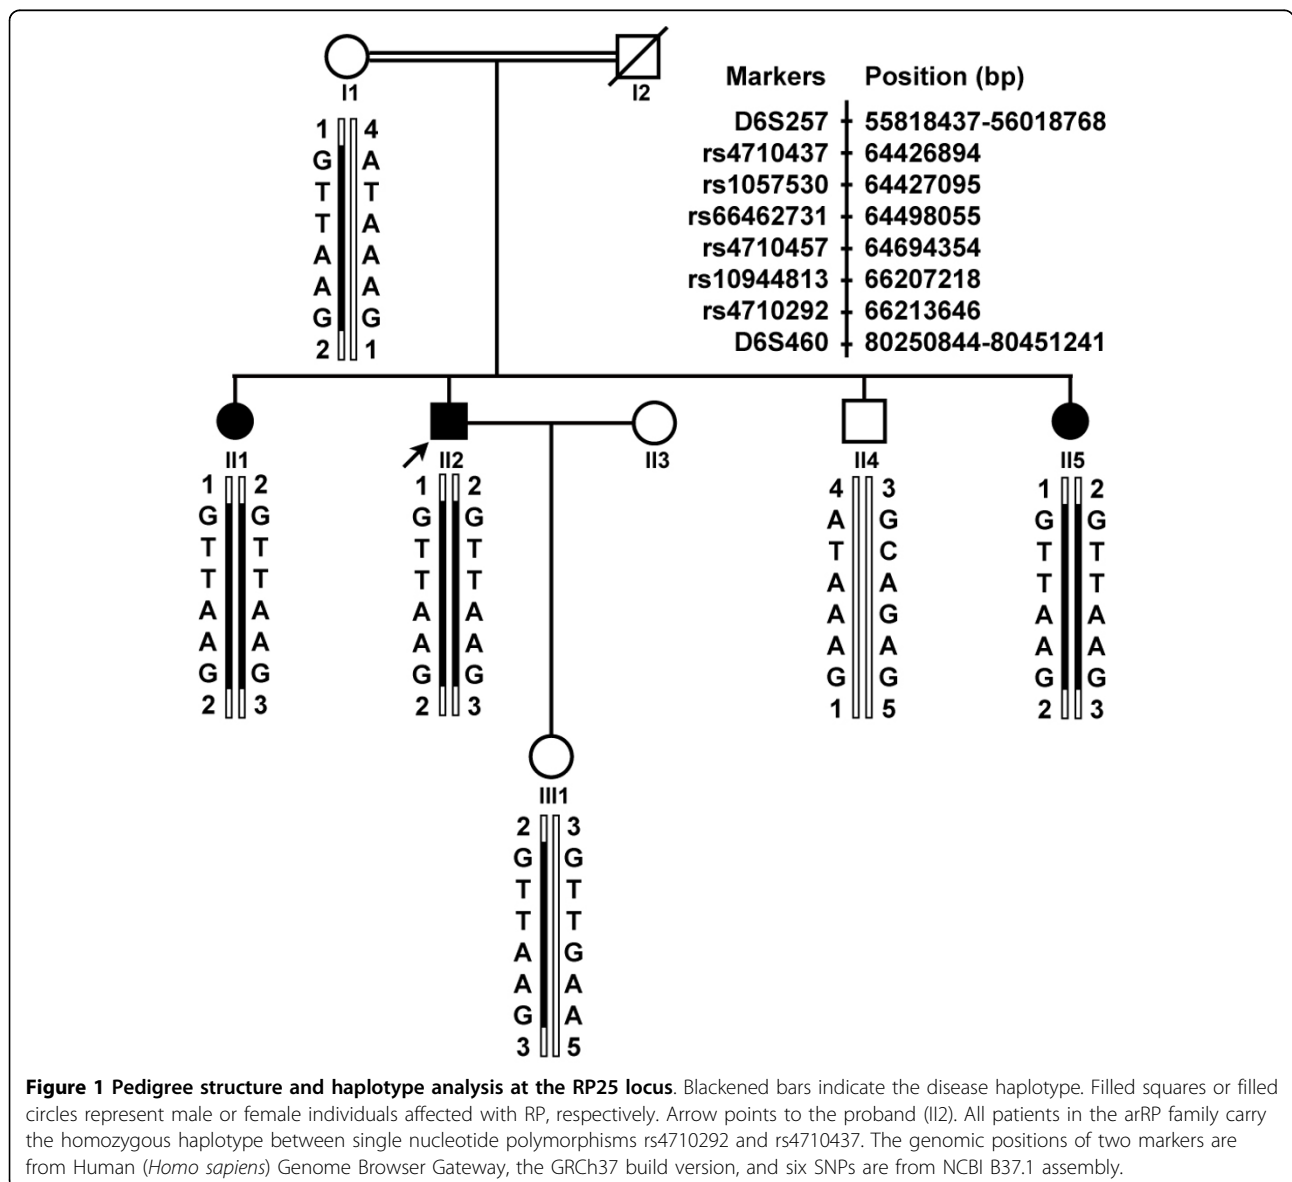 I1
I2
Markers Position (bp)
D6S257 55818437-56018768
rs4710437 64426894
rs1057530 64427095
rs66462731 64498055
rs4710457 64694354
rs10944813 66207218
rs4710292 66213646
D6S460 80250844-80451241
1 4
G A
T T
T A
A A
A A
G G
2 1
II1
1 2
G G
T T
T T
A A
A A
G G
2 3
II2
1 2
G G
T T
T T
A A
A A
G G
2 3
II3
II4
4 3
A G
T C
A A
A G
A A
G G
1 5
II5
1 2
G G
T T
T T
A A
A A
G G
2 3
III1
2 3
G G
T T
T T
A G
A A
G A
3 5
Figure 1 Pedigree structure and haplotype analysis at the RP25 locus. Blackened bars indicate the disease haplotype. Filled squares or filled
circles represent male or female individuals affected with RP, respectively. Arrow points to the proband (II2). All patients in the arRP family carry
the homozygous haplotype between single nucleotide polymorphisms rs4710292 and rs4710437. The genomic positions of two markers are
from Human (Homo sapiens) Genome Browser Gateway, the GRCh37 build version, and six SNPs are from NCBI B37.1 assembly.